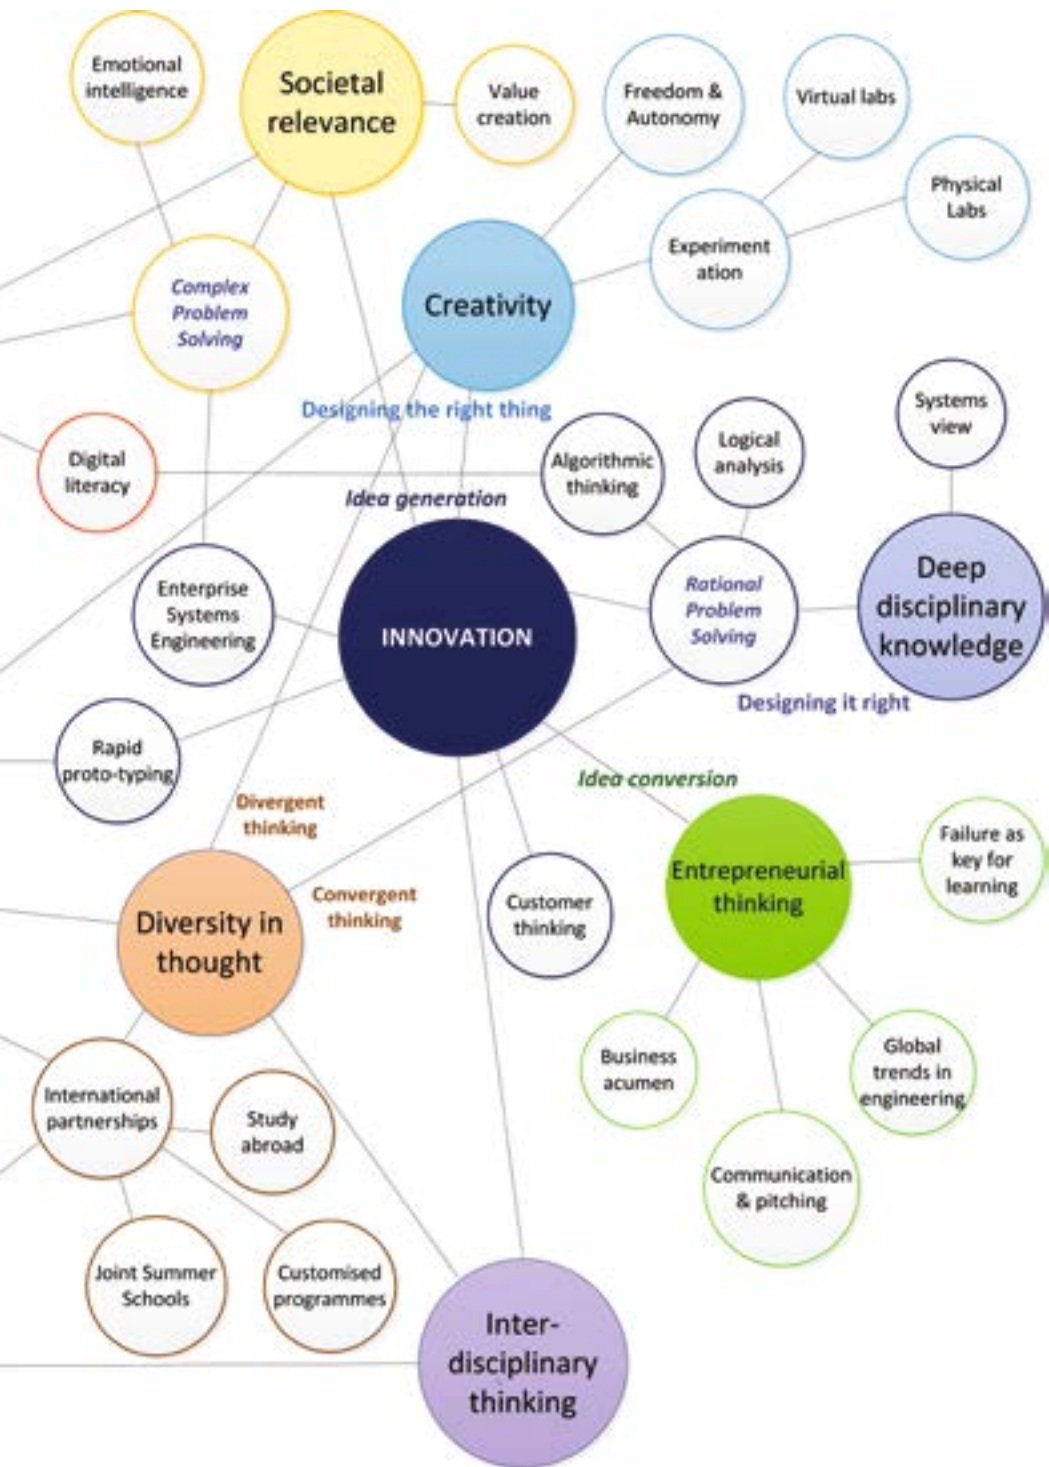 Emotional
intelligence
Societal
relevance
Value
creation
Freedom &
Autonomy
Virtual labs
Physical
Labs
Experiment
ation
Complex
Problem
Solving
Creativity
Designing the right thing
Systems
view
Logical
analysis
Algorithmic
thinking
Digital
literacy
Idea generation
Enterprise
Systems
Engineering
INNOVATION
Rational
Problem
Solving
Deep
disciplinary
knowledge
Designing it right
Rapid
proto-typing
Idea conversion
Divergent
thinking
Convergent
thinking
Customer
thinking
Entrepreneurial
thinking
Failure as
key for
learning
Diversity in
thought
Business
acumen
Global
trends in
engineering
International
partnerships
Study
abroad
Communication
& pitching
Joint Summer
Schools
Customised
programmes
Inter-
disciplinary
thinking